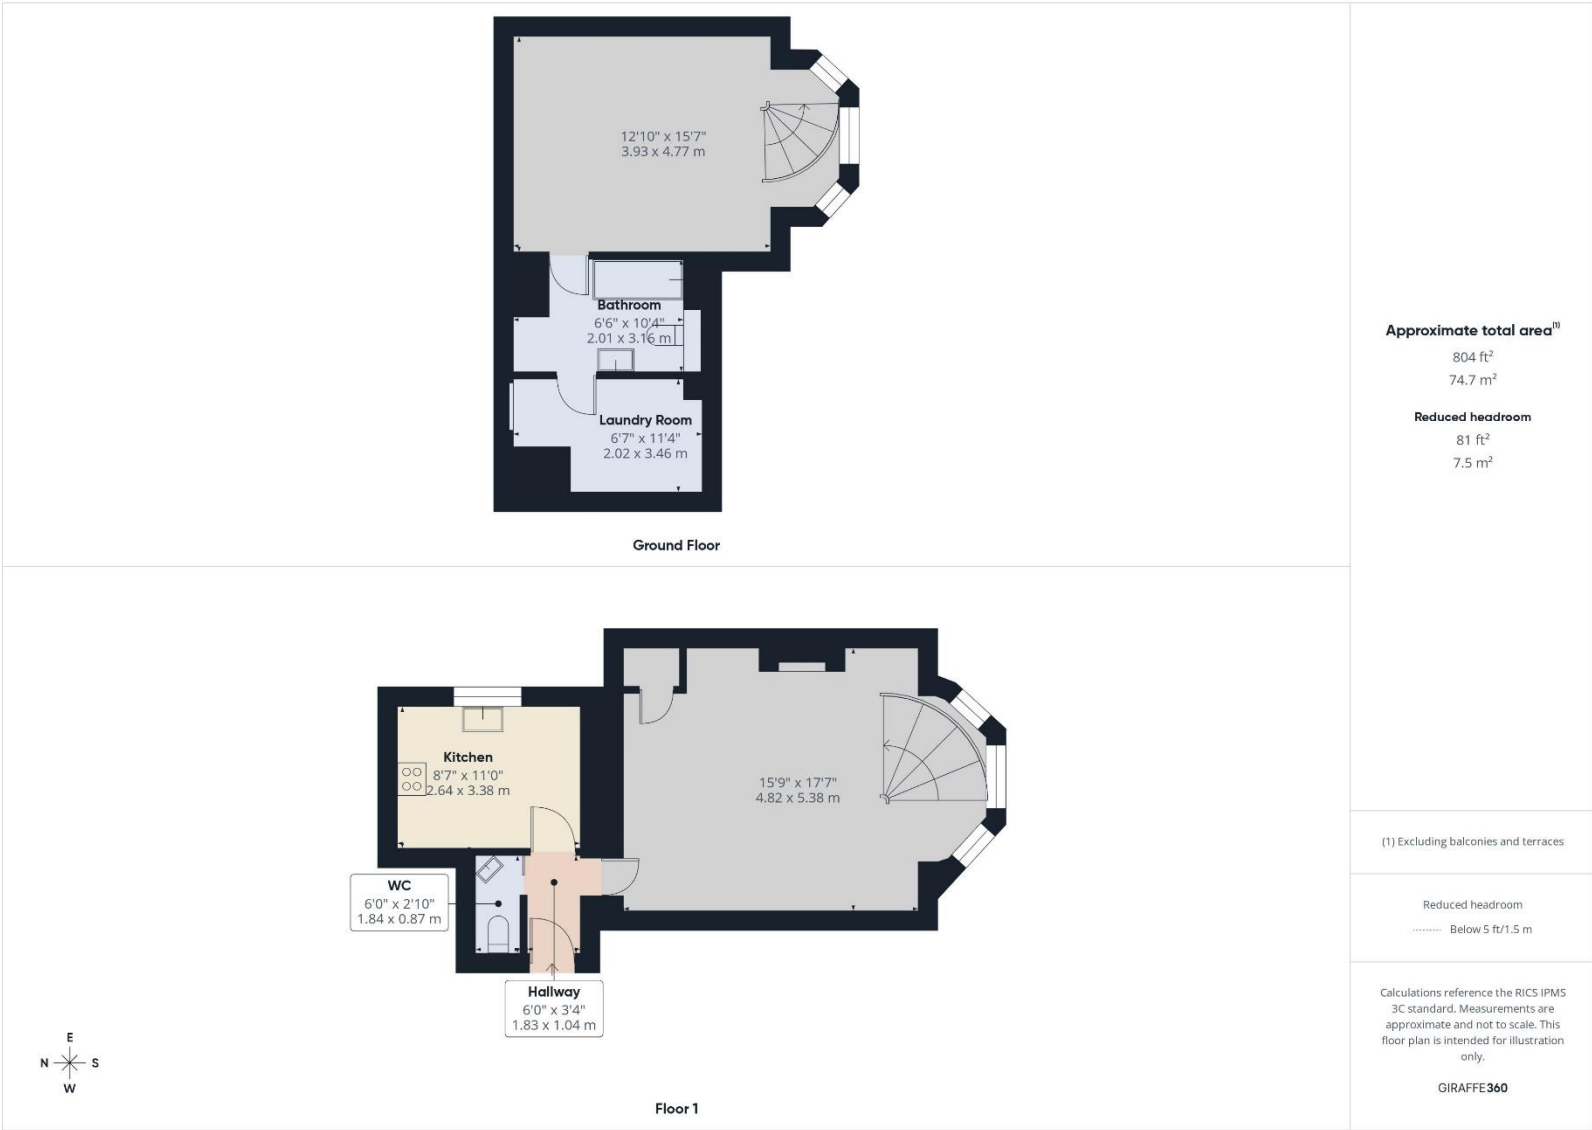 12'10" x 15'7"
3.93 x 4.77 m
Bathroom
6'6" x 10'4"
2.01 x 3.16 m
Laundry Room
6'7" x 11'4"
2.02 x 3.46 m
Ground Floor
Kitchen
8'7" x 11'0"
2.64 x 3.38 m
15'9" x 17'7"
4.82 x 5.38 m
WC
6'0" x 2'10"
1.84 x 0.87 m
Hallway
6'0" x 3'4"
1.83 x 1.04 m
E
N S
W
Floor 1
Approximate total area(1)
804 ft²
74.7 m²
Reduced headroom
81 ft²
7.5 m²
(1) Excluding balconies and terraces
Reduced headroom
Below 5 ft/1.5 m
Calculations reference the RICS IPMS
3C standard. Measurements are
approximate and not to scale. This
floor plan is intended for illustration
only.
GIRAFFE360